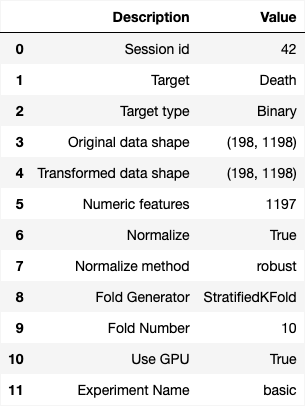 Description Value
0 Session id 42
1 Target Death
2 Target type Binary
3 Original data shape (198, 1198)
4 Transformed data shape (198, 1198)
5 Numeric features 1197
6 Normalize True
7 Normalize method robust
8 Fold Generator StratifiedKFold
9 Fold Number 10
10 Use GPU True
11 Experiment Name basic